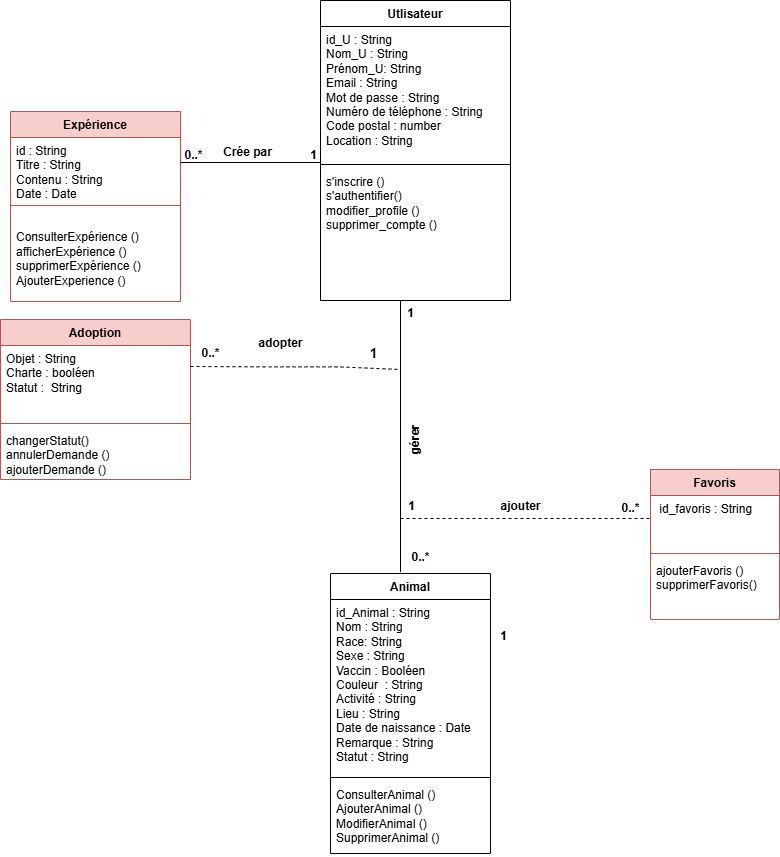 Utlisateur
id_U : String
Nom_U : String
Prénom_U: String
Email : String
Mot de passe : String
Numéro de téléphone : String
Code postal : number
Location : String
s'inscrire ()
s'authentifier()
modifier_profile ()
supprimer_compte ()
Expérience
id : String
Titre : String
Contenu : String
Date : Date
ConsulterExpérience ()
afficherExpérience ()
supprimerExpérience ()
AjouterExperience ()
0..*
Crée par
1
1
Adoption
Objet : String
Charte : booléen
Statut :  String
changerStatut()
annulerDemande ()
ajouterDemande ()
0..*
adopter
1
gérer
1
ajouter
0..*
Favoris
id_favoris : String
ajouterFavoris ()
supprimerFavoris()
0..*
Animal
id_Animal : String
Nom : String
Race: String
Sexe : String
Vaccin : Booléen
Couleur  : String
Activité : String
Lieu : String
Date de naissance : Date
Remarque : String
Statut : String
ConsulterAnimal ()
AjouterAnimal ()
ModifierAnimal ()
SupprimerAnimal ()
1